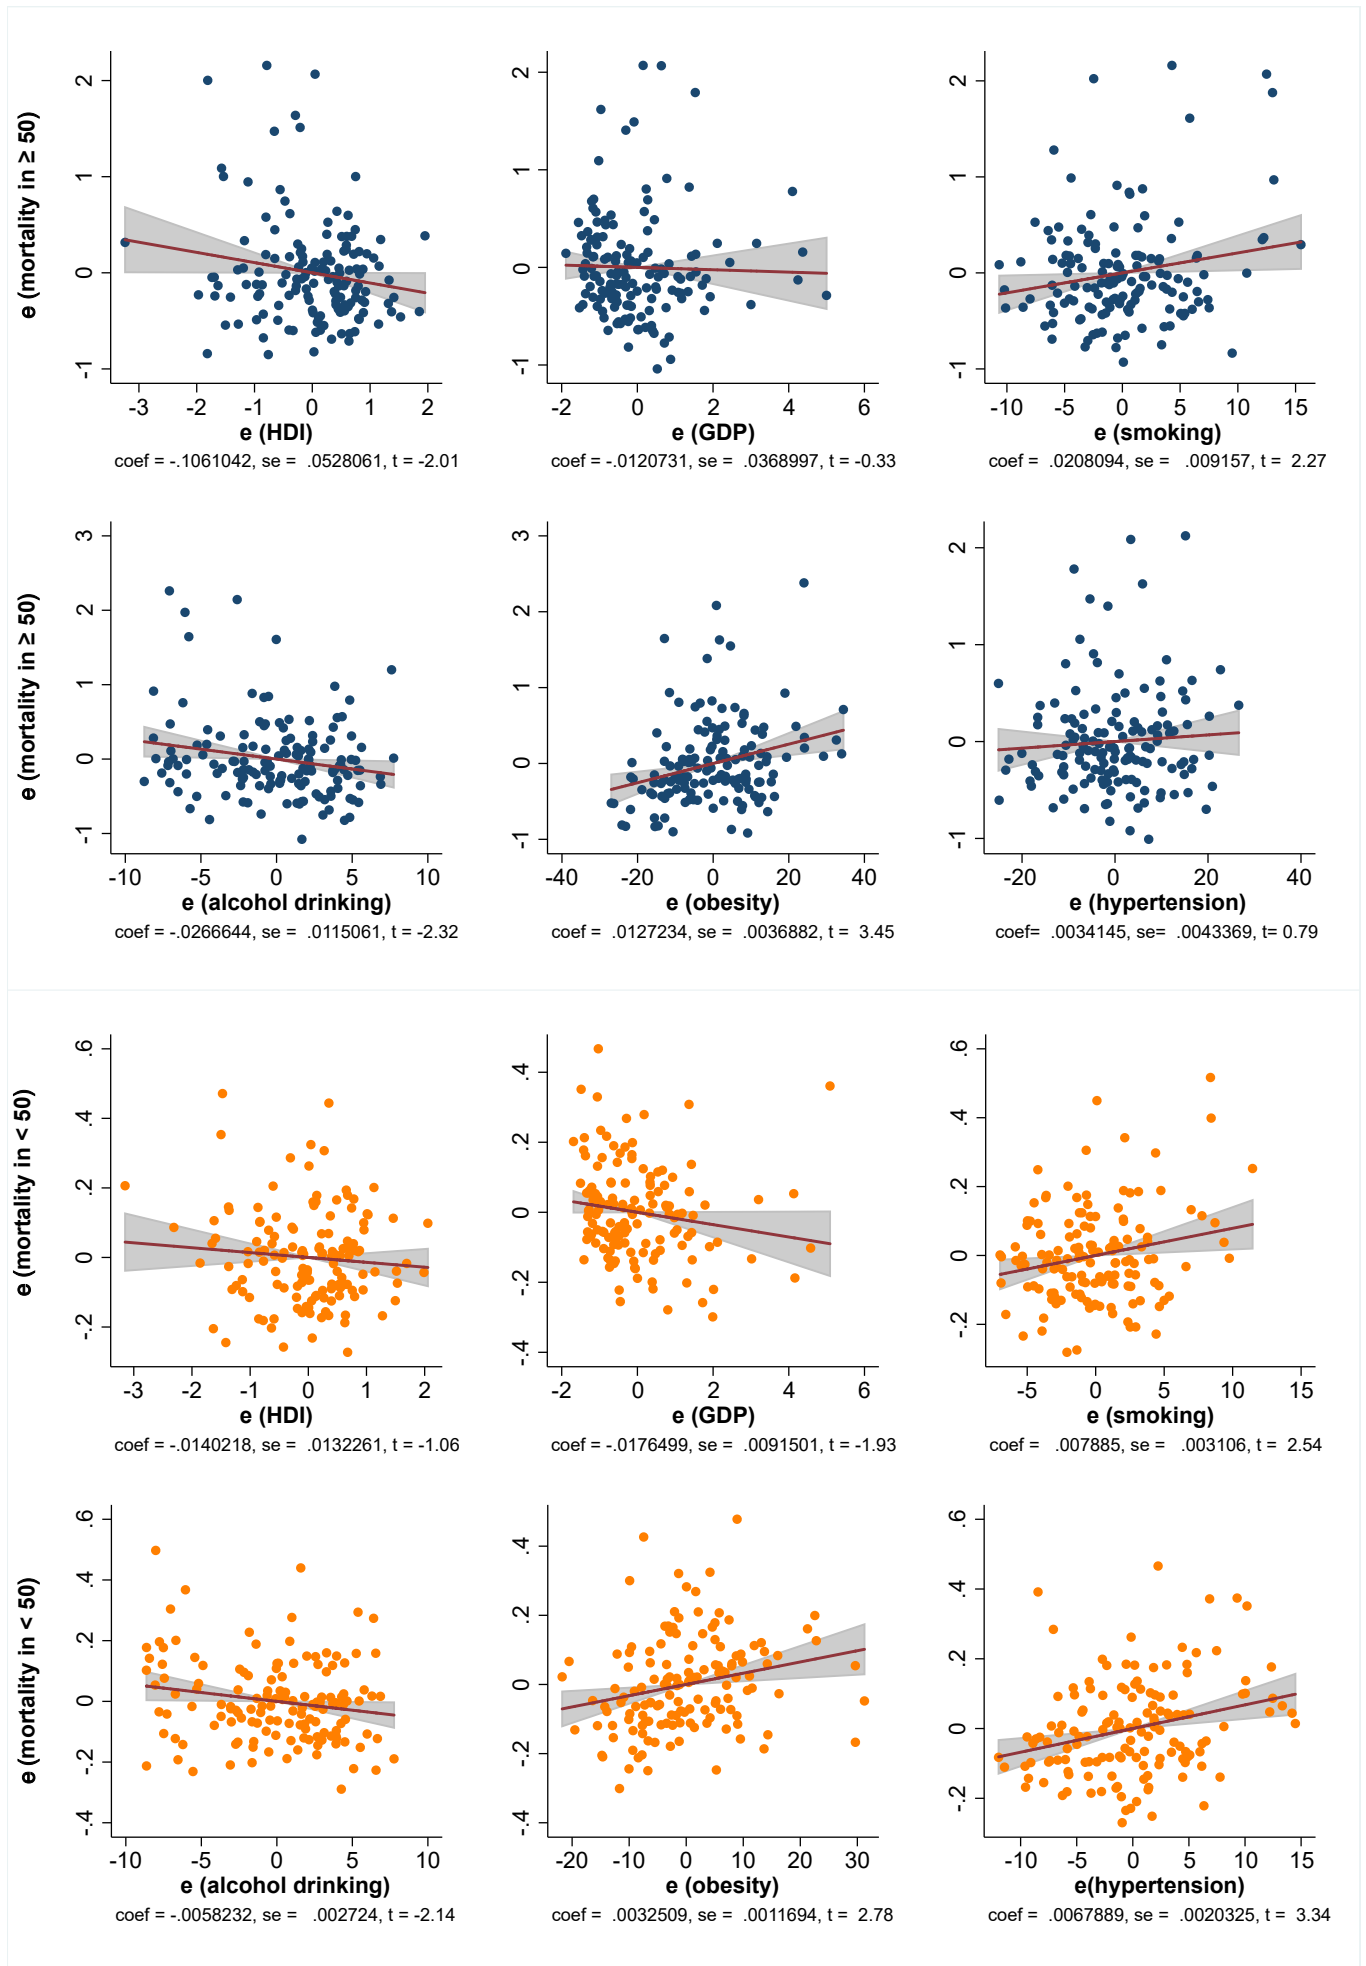 e (mortality in ≥ 50)
2
1
0
-1
-3 -2 -1 0 1 2
e (HDI)
coef = -.1061042, se = .0528061, t = -2.01
2
1
0
-1
-2 0 2 4 6
e (GDP)
coef = -.0120731, se = .0368997, t = -0.33
2
1
0
-1
-10 -5 0 5 10 15
e (smoking)
coef = .0208094, se = .009157, t = 2.27
e (mortality in ≥ 50)
3
2
1
0
-1
-10 -5 0 5 10
e (alcohol drinking)
coef = -.0266644, se = .0115061, t = -2.32
3
2
1
0
-1
-40 -20 0 20 40
e (obesity)
coef = .0127234, se = .0036882, t = 3.45
2
1
0
-1
-20 0 20 40
e (hypertension)
coef= .0034145, se= .0043369, t= 0.79
e (mortality in < 50)
.6
.4
.2
0
-.2
-3 -2 -1 0 1 2
e (HDI)
coef = -.0140218, se = .0132261, t = -1.06
.4
.2
0
-.2
-.4
-2 0 2 4 6
e (GDP)
coef = -.0176499, se = .0091501, t = -1.93
.6
.4
.2
0
-.2
-5 0 5 10 15
e (smoking)
coef = .007885, se = .003106, t = 2.54
e (mortality in < 50)
.6
.4
.2
0
-.2
-.4
-10 -5 0 5 10
e (alcohol drinking)
coef = -.0058232, se = .002724, t = -2.14
.4
.2
0
-.2
-.4
-20 -10 0 10 20 30
e (obesity)
coef = .0032509, se = .0011694, t = 2.78
.6
.4
.2
0
-.2
-10 -5 0 5 10 15
e(hypertension)
coef = .0067889, se = .0020325, t = 3.34